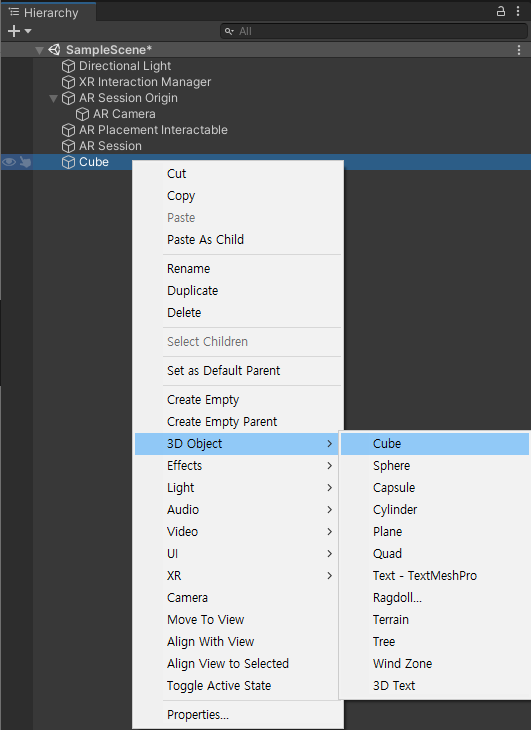 Hierarchy
All
SampleScene*
Directional Light
XR Interaction Manager
AR Session Origin
AR Camera
AR Placement Interactable
AR Session
Cube
Cut
Copy
Paste
Paste As Child
Rename
Duplicate
Delete
Select Children
Set as Default Parent
Create Empty
Create Empty Parent
3D Object
Effects
Light
Audio
Video
UI
XR
Camera
Move To View
Align With View
Align View to Selected
Toggle Active State
Properties...
Cube
Sphere
Capsule
Cylinder
Plane
Quad
Text - TextMeshPro
Ragdoll...
Terrain
Tree
Wind Zone
3D Text